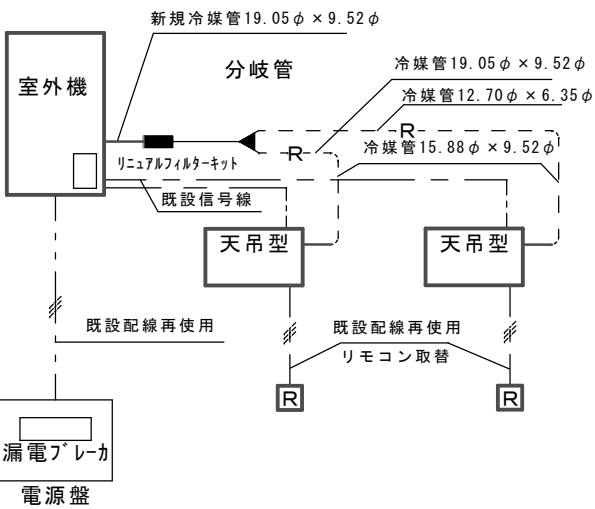 新規冷媒管19.05φ×9.52φ
分岐管
冷媒管19.05φ×9.52φ
室外機
冷媒管12.70φ×6.35φ
R
冷媒管15.88φ×9.52φ
R
リニュアルフィルターキット
既設信号線
天吊型
天吊型
既設配線再使用
既設配線再使用
リモコン取替
R
R
漏電ブレーカ
電源盤